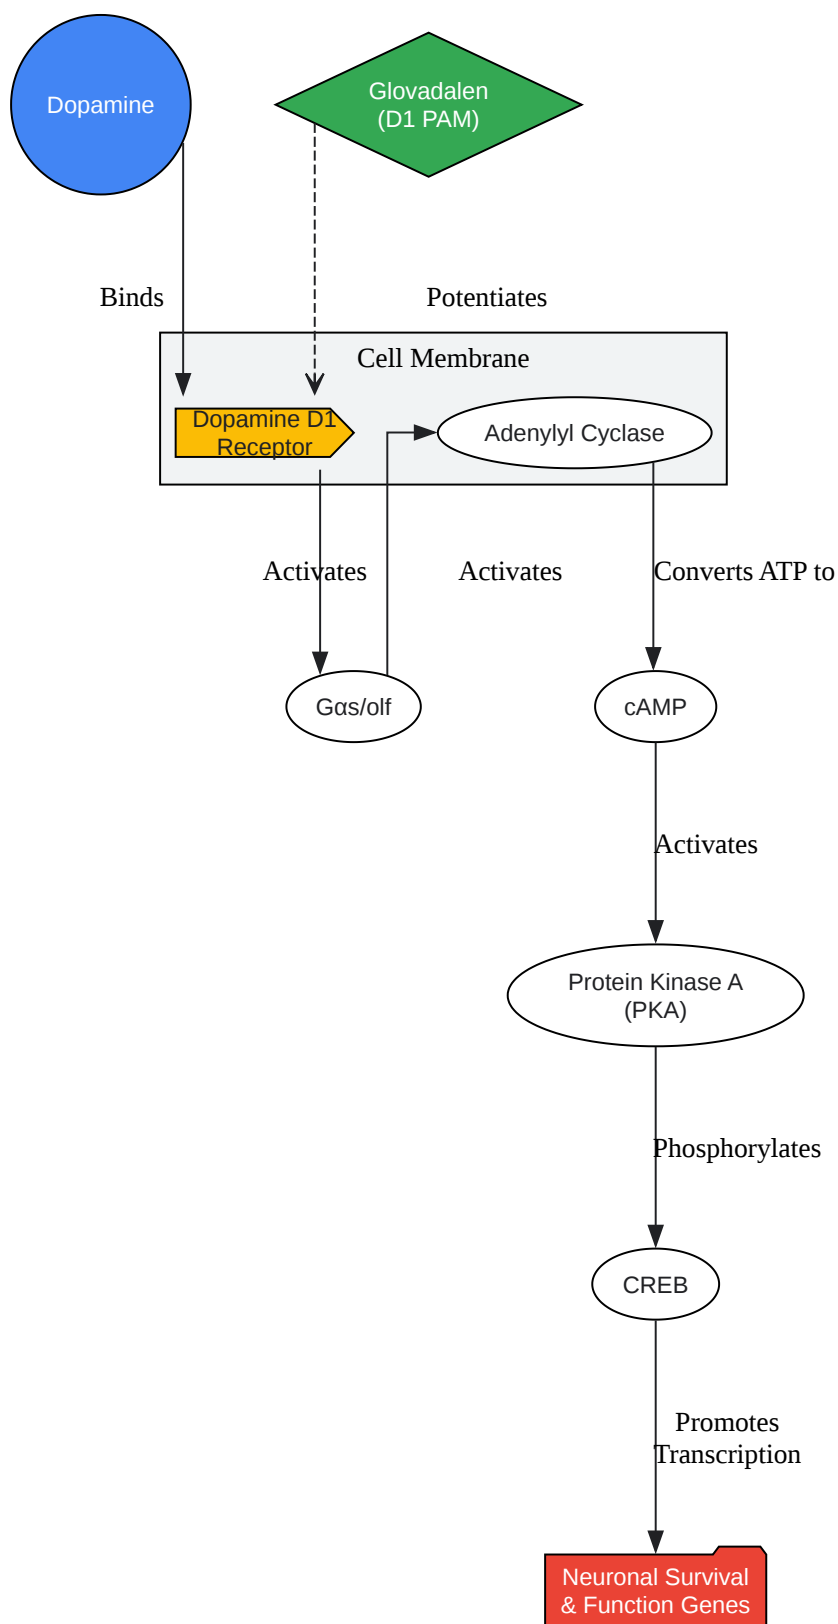 Dopamine
Glovadalen
(D1 PAM)
Binds
Potentiates
Cell Membrane
Dopamine D1
Receptor
Adenylyl Cyclase
Activates
Activates
Converts ATP to
Gαs/olf
cAMP
Activates
Protein Kinase A
(PKA)
Phosphorylates
CREB
Promotes
Transcription
Neuronal Survival
& Function Genes